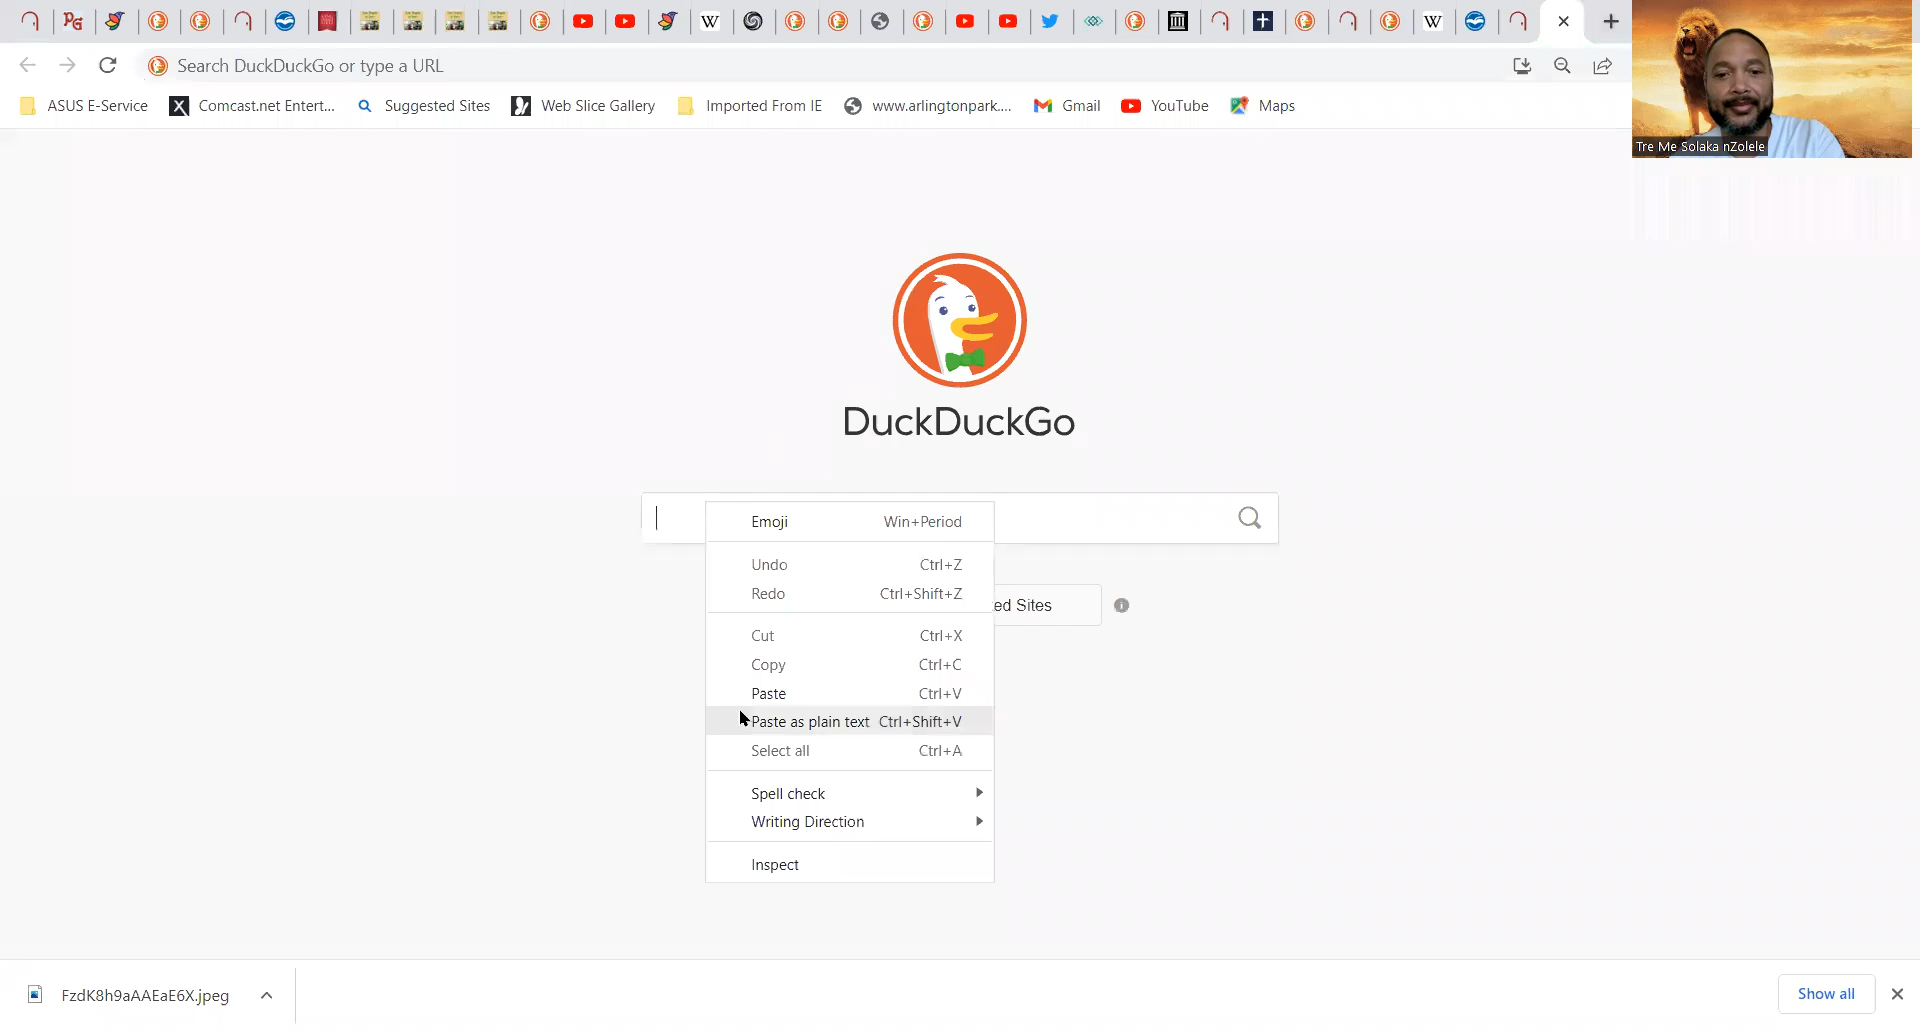 PG
W
W
Search DuckDuckGo or type a URL
ASUS E-Service
X
Comcast.net Entert...
Suggested Sites
Web Slice Gallery
Imported From IE
www.arlingtonpark....
Gmail
YouTube
Maps
Tre Me Solaka nZolele
DuckDuckGo
Emoji Win+Period
Undo Ctrl+Z
Redo Ctrl+Shift+Z
ed Sites
Cut Ctrl+X
Copy Ctrl+C
Paste Ctrl+V
Paste as plain text Ctrl+Shift+V
Select all Ctrl+A
Spell check
Writing Direction
Inspect
FzdK8h9aAAEaE6X.jpeg
Show all